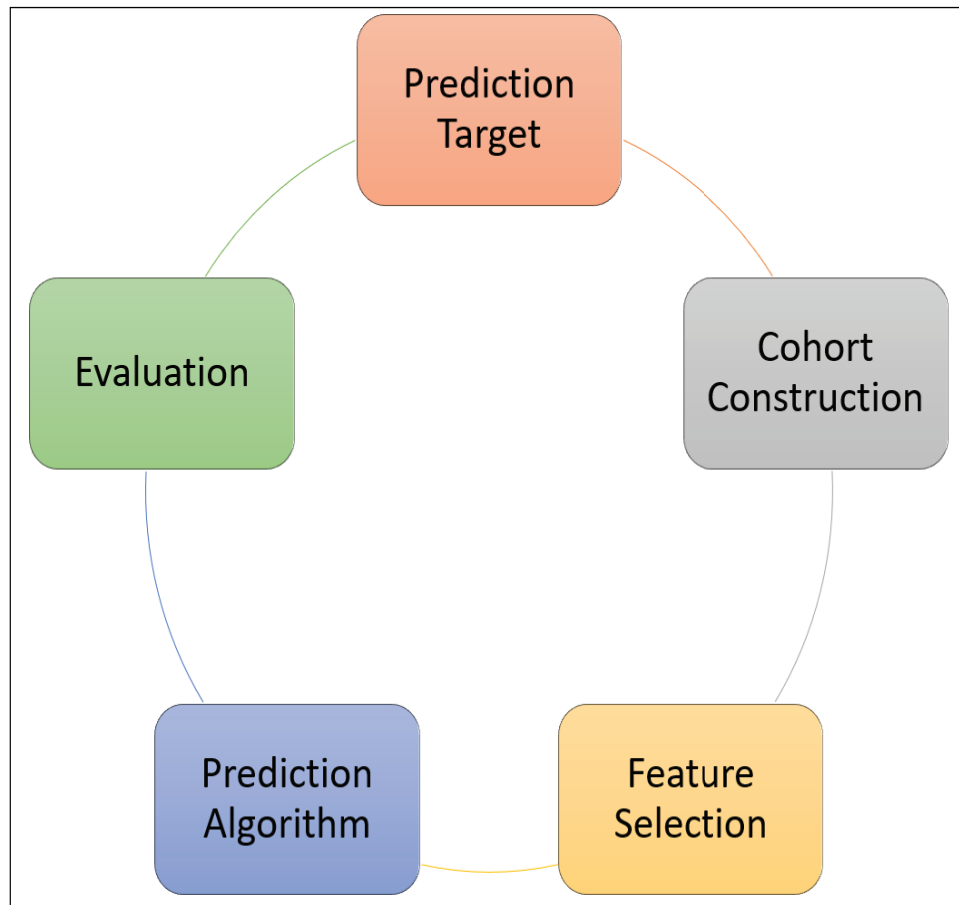 Prediction
Target
Cohort
Construction
Feature
Selection
Prediction
Algorithm
Evaluation